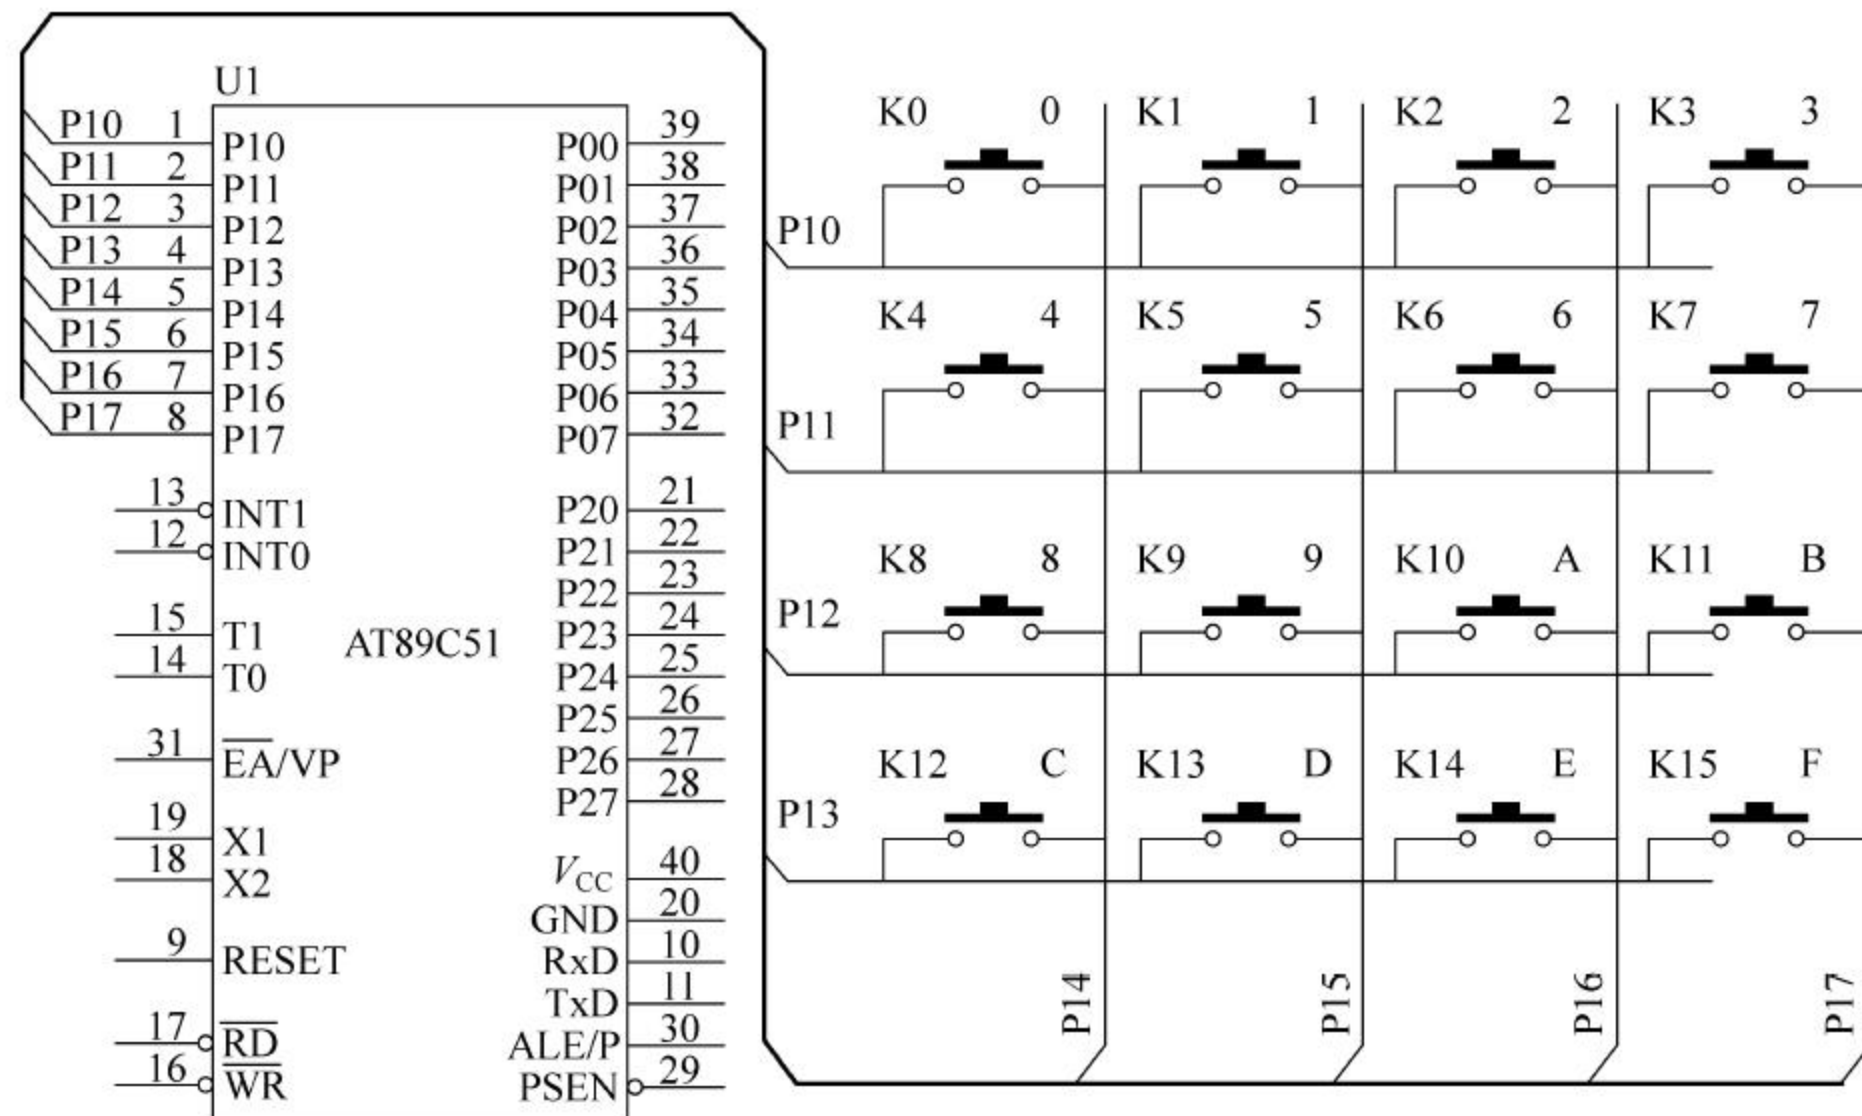 U1
P10 1 P10 P00 39
P11 2 P11 P01 38
P12 3 P12 P02 37
P13 4 P13 P03 36
P14 5 P14 P04 35
P15 6 P15 P05 34
P16 7 P16 P06 33
P17 8 P17 P07 32
13 INT1 P20 21
12 INT0 P21 22
P22 23
15 T1 P23 24
14 T0 P24 25
P25 26
31 EA/VP P26 27
P27 28
19 X1
18 X2 VCC 40
GND 20
9 RESET RxD 10
TxD 11
17 RD ALE/P 30
16 WR PSEN 29
AT89C51
K0 0 K1 1 K2 2 K3 3
P10
K4 4 K5 5 K6 6 K7 7
P11
K8 8 K9 9 K10 A K11 B
P12
K12 C K13 D K14 E K15 F
P13
P14 P15 P16 P17